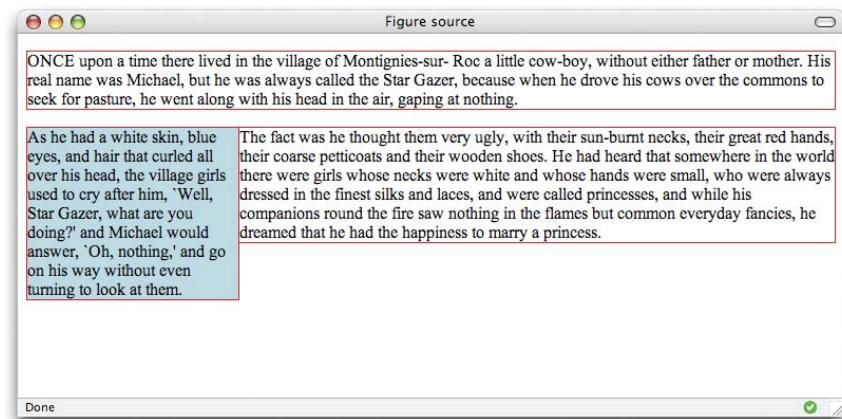 Figure source
ONCE upon a time there lived in the village of Montignies-sur- Roc a little cow-boy, without either father or mother. His
real name was Michael, but he was always called the Star Gazer, because when he drove his cows over the commons to
seek for pasture, he went along with his head in the air, gaping at nothing.
As he had a white skin, blue
eyes, and hair that curled all
over his head, the village girls
used to cry after him, `Well,
Star Gazer, what are you
doing?' and Michael would
answer, `Oh, nothing,' and go
on his way without even
turning to look at them.
The fact was he thought them very ugly, with their sun-burnt necks, their great red hands,
their coarse petticoats and their wooden shoes. He had heard that somewhere in the world
there were girls whose necks were white and whose hands were small, who were always
dressed in the finest silks and laces, and were called princesses, and while his
companions round the fire saw nothing in the flames but common everyday fancies, he
dreamed that he had the happiness to marry a princess.
Done